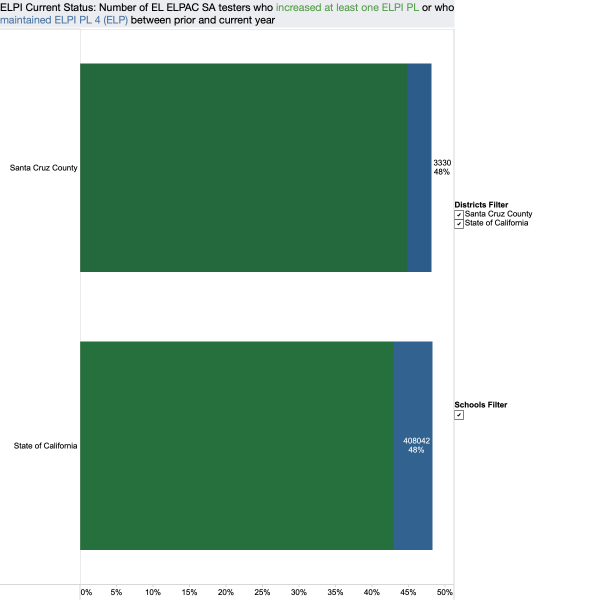 ELPI Current Status: Number of EL ELPAC SA testers who increased at least one ELPI PL or who
maintained ELPI PL 4 (ELP) between prior and current year
Santa Cruz County
3330
48%
Districts Filter
Santa Cruz County
State of California
Schools Filter
State of California
408042
48%
0% 5% 10% 15% 20% 25% 30% 35% 40% 45% 50%